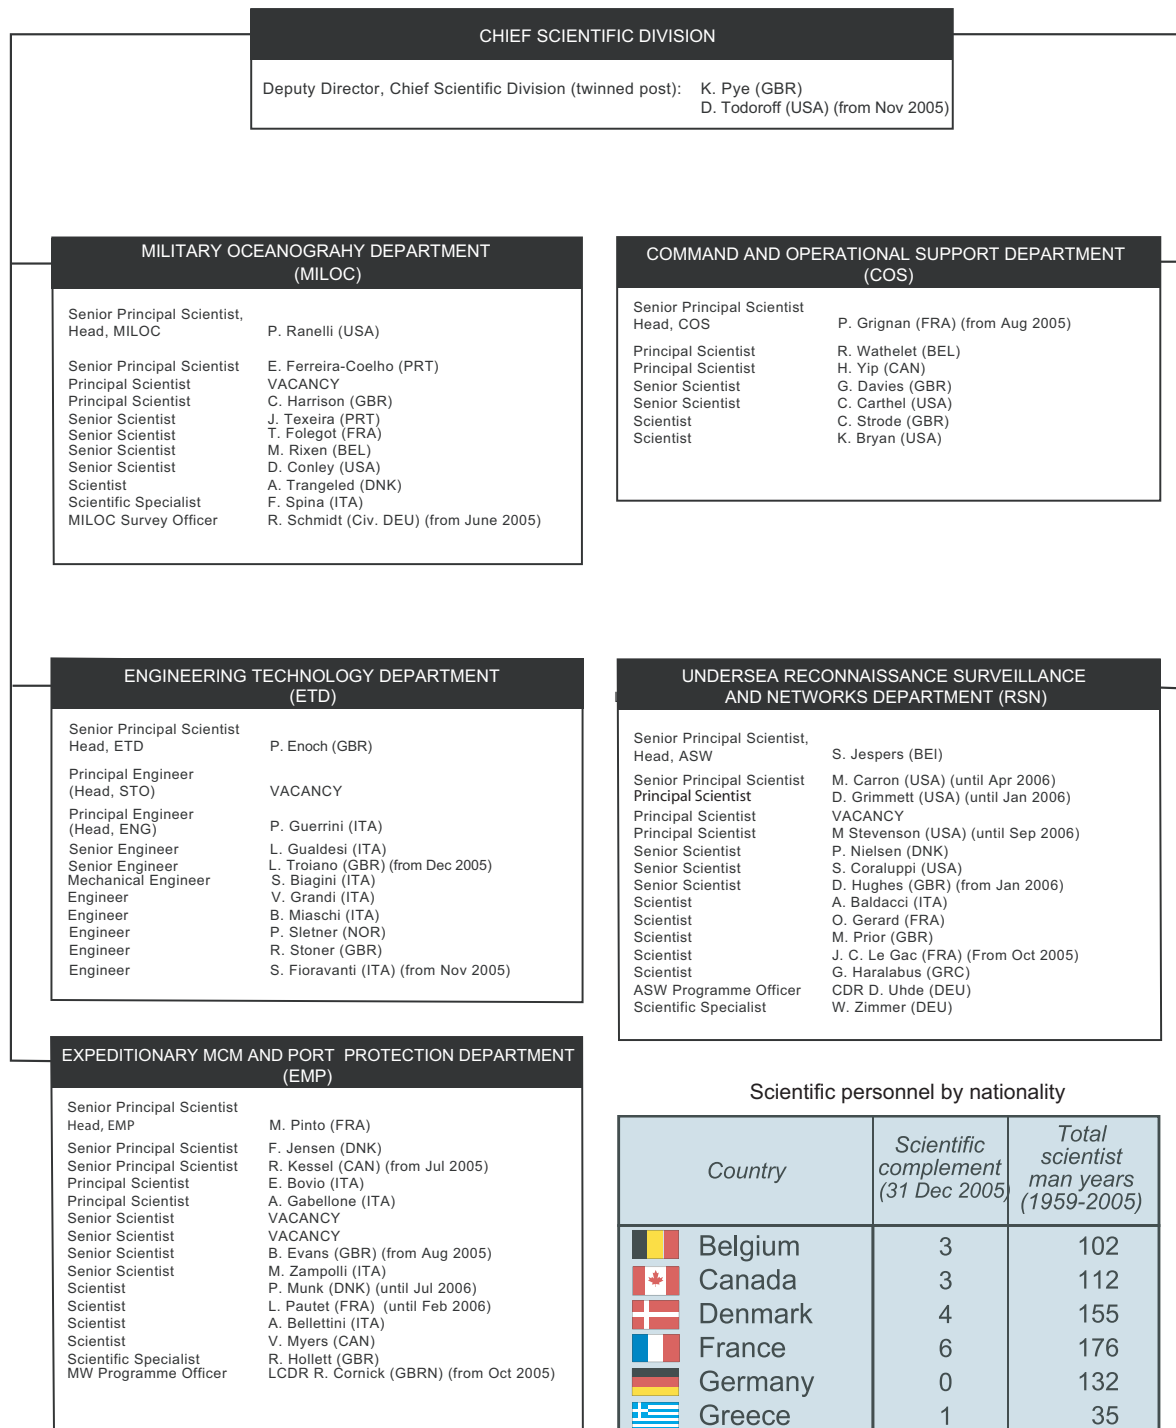 CHIEF SCIENTIFIC DIVISION
Deputy Director, Chief Scientific Division (twinned post): K. Pye (GBR)
D. Todoroff (USA) (from Nov 2005)
MILITARY OCEANOGRAHY DEPARTMENT
(MILOC)
Senior Principal Scientist,
Head, MILOC P. Ranelli (USA)
Senior Principal Scientist E. Ferreira-Coelho (PRT)
Principal Scientist VACANCY
Principal Scientist C. Harrison (GBR)
Senior Scientist J. Texeira (PRT)
Senior Scientist T. Folegot (FRA)
Senior Scientist M. Rixen (BEL)
Senior Scientist D. Conley (USA)
Scientist A. Trangeled (DNK)
Scientific Specialist F. Spina (ITA)
MILOC Survey Officer R. Schmidt (Civ. DEU) (from June 2005)
COMMAND AND OPERATIONAL SUPPORT DEPARTMENT
(COS)
Senior Principal Scientist
Head, COS P. Grignan (FRA) (from Aug 2005)
Principal Scientist R. Wathelet (BEL)
Principal Scientist H. Yip (CAN)
Senior Scientist G. Davies (GBR)
Senior Scientist C. Carthel (USA)
Scientist C. Strode (GBR)
Scientist K. Bryan (USA)
ENGINEERING TECHNOLOGY DEPARTMENT
(ETD)
Senior Principal Scientist
Head, ETD P. Enoch (GBR)
Principal Engineer
(Head, STO) VACANCY
Principal Engineer
(Head, ENG) P. Guerrini (ITA)
Senior Engineer L. Gualdesi (ITA)
Senior Engineer L. Troiano (GBR) (from Dec 2005)
Mechanical Engineer S. Biagini (ITA)
Engineer V. Grandi (ITA)
Engineer B. Miaschi (ITA)
Engineer P. Sletner (NOR)
Engineer R. Stoner (GBR)
Engineer S. Fioravanti (ITA) (from Nov 2005)
UNDERSEA RECONNAISSANCE SURVEILLANCE
AND NETWORKS DEPARTMENT (RSN)
Senior Principal Scientist,
Head, ASW S. Jespers (BEl)
Senior Principal Scientist M. Carron (USA) (until Apr 2006)
Principal Scientist D. Grimmett (USA) (until Jan 2006)
Principal Scientist VACANCY
Principal Scientist M Stevenson (USA) (until Sep 2006)
Senior Scientist P. Nielsen (DNK)
Senior Scientist S. Coraluppi (USA)
Senior Scientist D. Hughes (GBR) (from Jan 2006)
Scientist A. Baldacci (ITA)
Scientist O. Gerard (FRA)
Scientist M. Prior (GBR)
Scientist J. C. Le Gac (FRA) (From Oct 2005)
Scientist G. Haralabus (GRC)
ASW Programme Officer CDR D. Uhde (DEU)
Scientific Specialist W. Zimmer (DEU)
EXPEDITIONARY MCM AND PORT PROTECTION DEPARTMENT
(EMP)
Senior Principal Scientist
Head, EMP M. Pinto (FRA)
Senior Principal Scientist F. Jensen (DNK)
Senior Principal Scientist R. Kessel (CAN) (from Jul 2005)
Principal Scientist E. Bovio (ITA)
Principal Scientist A. Gabellone (ITA)
Senior Scientist VACANCY
Senior Scientist VACANCY
Senior Scientist B. Evans (GBR) (from Aug 2005)
Senior Scientist M. Zampolli (ITA)
Scientist P. Munk (DNK) (until Jul 2006)
Scientist L. Pautet (FRA) (until Feb 2006)
Scientist A. Bellettini (ITA)
Scientist V. Myers (CAN)
Scientific Specialist R. Hollett (GBR)
MW Programme Officer LCDR R. Cornick (GBRN) (from Oct 2005)
Scientific personnel by nationality
Country Scientific complement (31 Dec 2005) Total scientist man years (1959-2005)
Belgium 3 102
Canada 3 112
Denmark 4 155
France 6 176
Germany 0 132
Greece 1 35